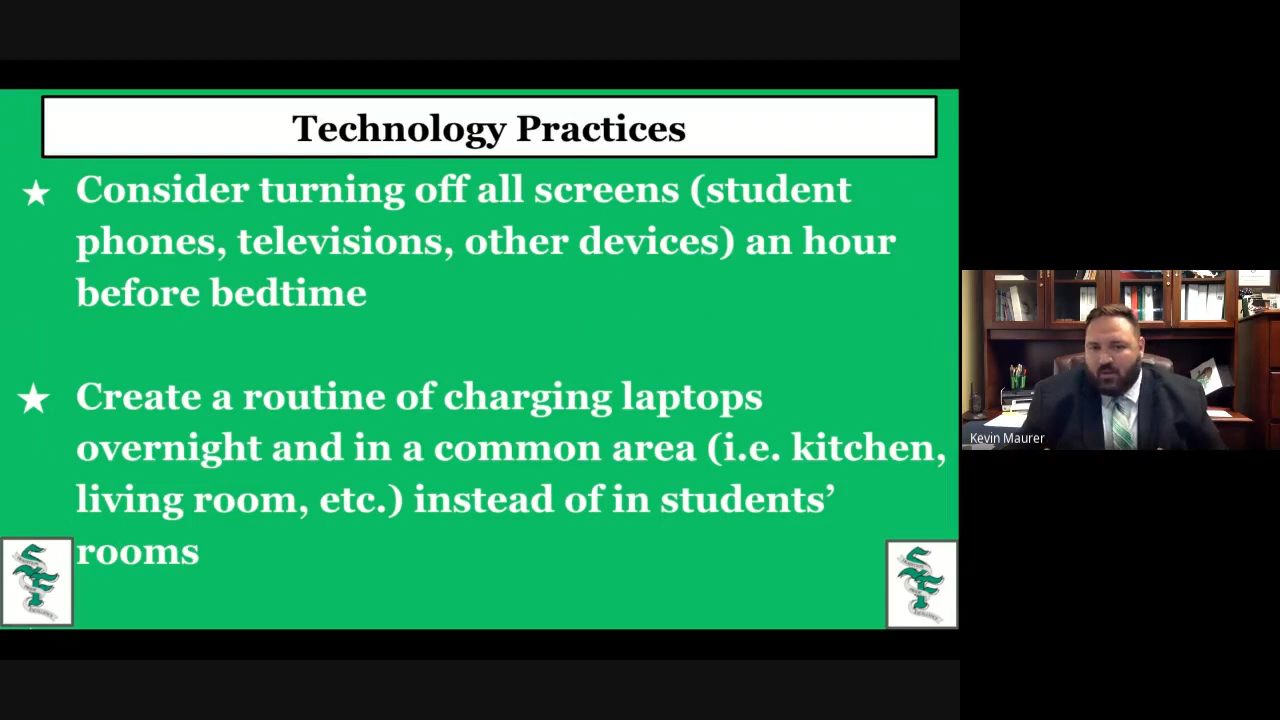 Technology Practices
★ Consider turning off all screens (student
phones, televisions, other devices) an hour
before bedtime
★ Create a routine of charging laptops
overnight and in a common area (i.e. kitchen,
living room, etc.) instead of in students’
rooms
Kevin Maurer